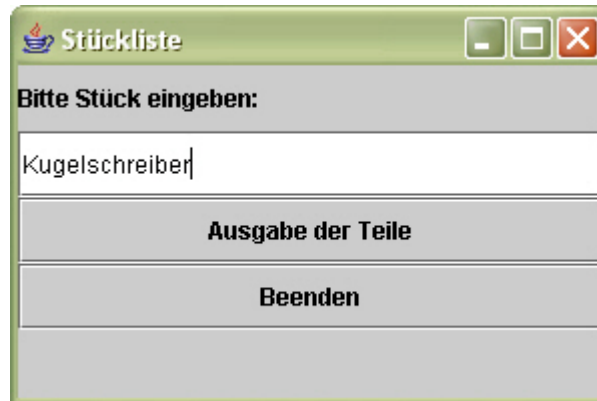 Stückliste
Bitte Stück eingeben:
Kugelschreiber
Ausgabe der Teile
Beenden